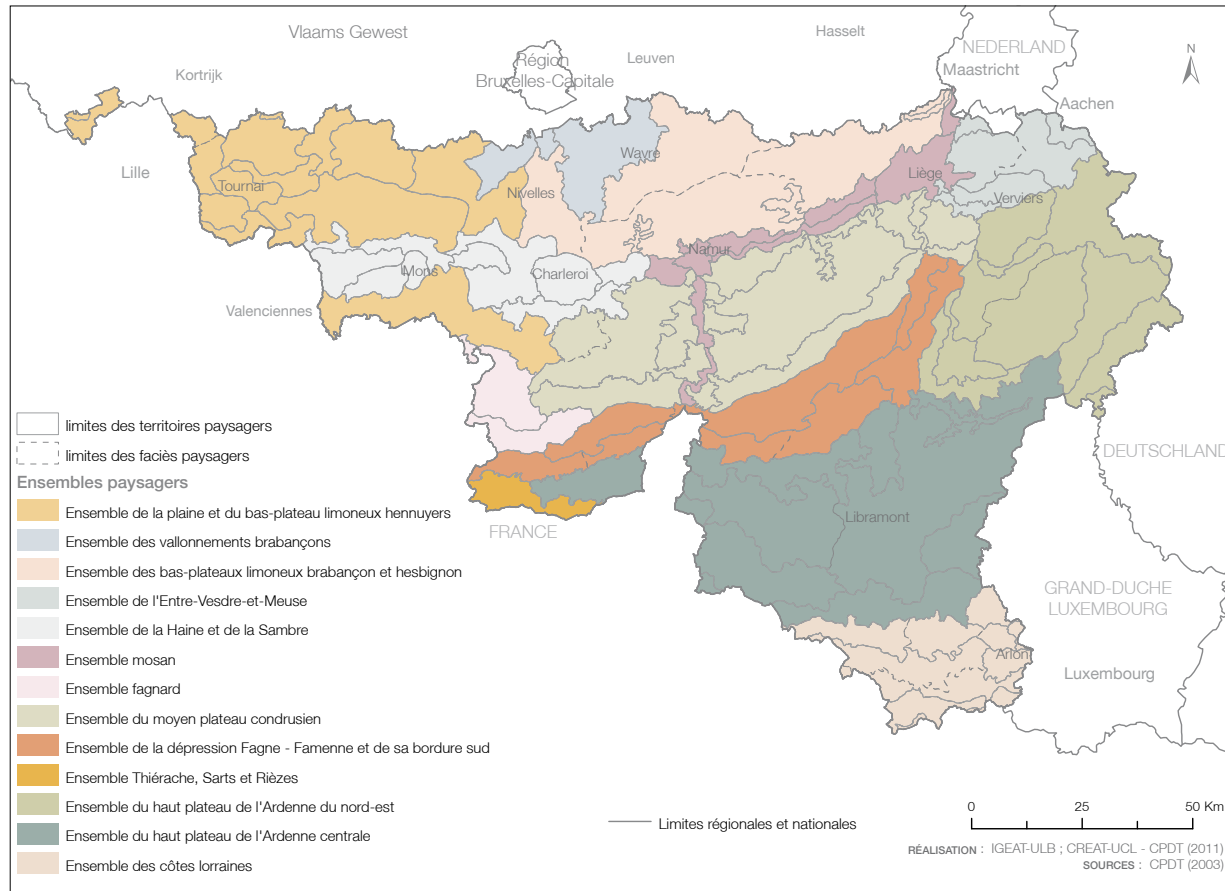 Vlaams Gewest
Hasselt
NEDERLAND
Région
Bruxelles-Capitale
Leuven
Maastricht
N
Kortrijk
Aachen
Lille
Wavre
Tournai
Nivelles
Liège
Verviers
Namur
Mons
Charleroi
Valenciennes
limites des territoires paysagers
limites des faciès paysagers
Ensembles paysagers
Ensemble de la plaine et du bas-plateau limoneux hennuyers
Ensemble des vallonnements brabançons
Ensemble des bas-plateaux limoneux brabançon et hesbignon
Ensemble de l'Entre-Vesdre-et-Meuse
Ensemble de la Haine et de la Sambre
Ensemble mosan
Ensemble fagnard
Ensemble du moyen plateau condrusien
Ensemble de la dépression Fagne - Famenne et de sa bordure sud
Ensemble Thiérache, Sarts et Rièzes
Ensemble du haut plateau de l'Ardenne du nord-est
Ensemble du haut plateau de l'Ardenne centrale
Ensemble des côtes lorraines
DEUTSCHLAND
FRANCE
Libramont
GRAND-DUCHE
LUXEMBOURG
Arlon
Luxembourg
Limites régionales et nationales
0 25 50 Km
RÉALISATION : IGEAT-ULB ; CREAT-UCL - CPDT (2011)
SOURCES : CPDT (2003)